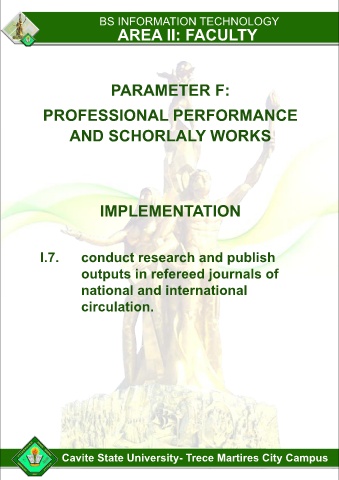 BS INFORMATION TECHNOLOGY
AREA II: FACULTY
PARAMETER F:
PROFESSIONAL PERFORMANCE
AND SCHORLALY WORKS
IMPLEMENTATION
I.7. conduct research and publish
outputs in refereed journals of
national and international
circulation.
Cavite State University- Trece Martires City Campus